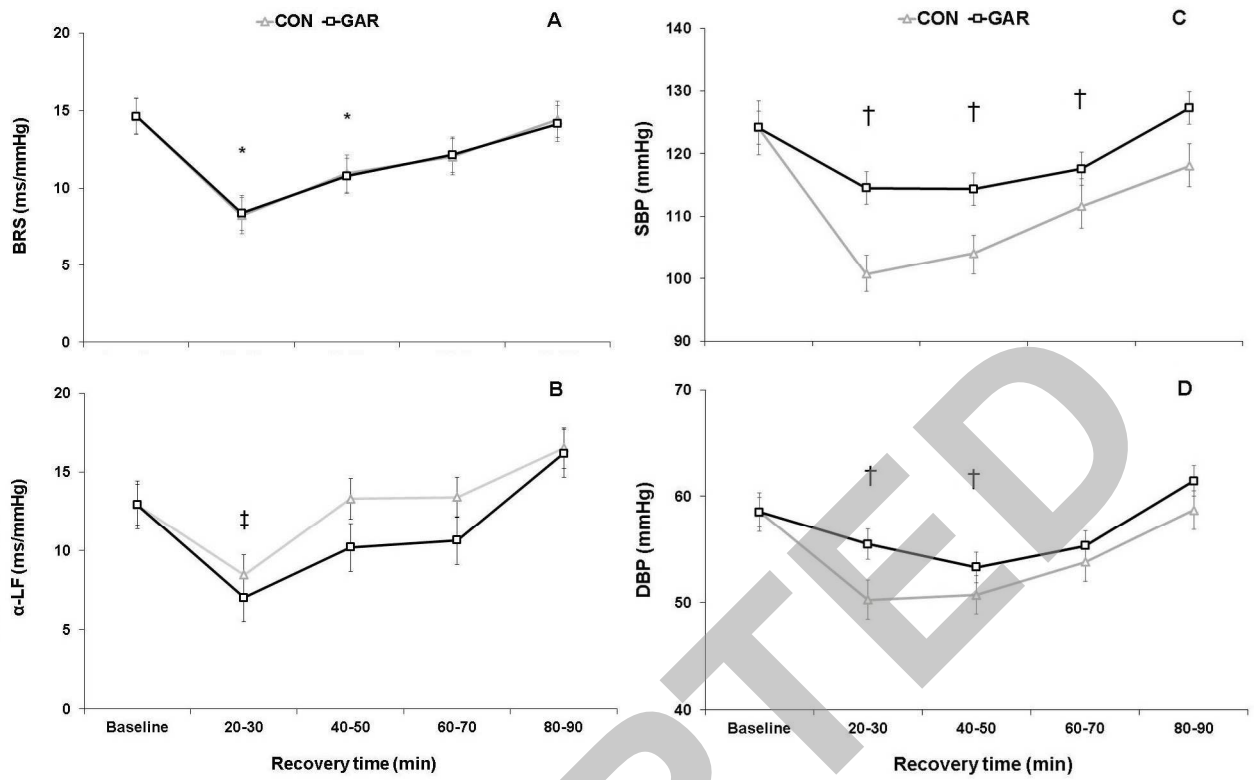 CON GAR
A
20
15
10
5
0
BRS (ms/mmHg)
*
*
CON GAR
C
140
130
120
110
100
90
SBP (mmHg)
†
†
†
B
20
15
10
5
0
α-LF (ms/mmHg)
‡
Baseline 20-30 40-50 60-70 80-90
Recovery time (min)
D
70
60
50
40
DBP (mmHg)
†
†
Baseline 20-30 40-50 60-70 80-90
Recovery time (min)
PTED